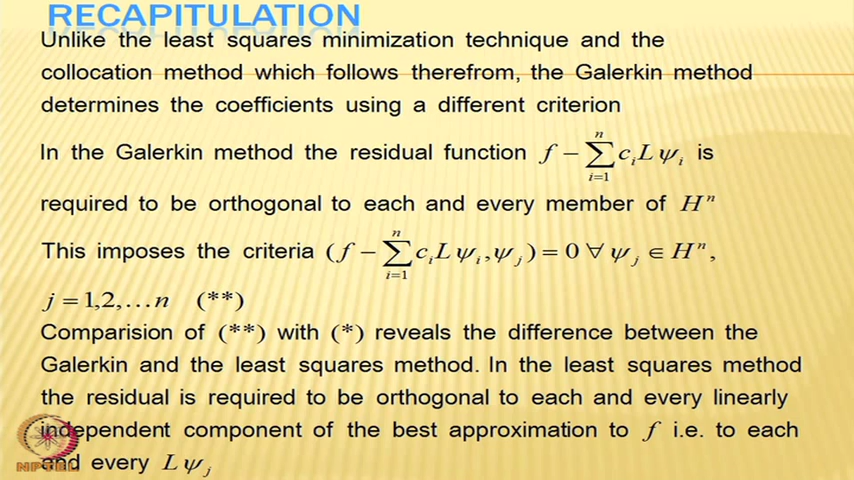 RECAPITULATION
Unlike the least squares minimization technique and the
collocation method which follows therefrom, the Galerkin method
determines the coefficients using a different criterion
In the Galerkin method the residual function f − ∑_{i=1}^{n} c_i L ψ_i is
required to be orthogonal to each and every member of H^n
This imposes the criteria (f − ∑_{i=1}^{n} c_i L ψ_i, ψ_j) = 0 ∀ ψ_j ∈ H^n,
j = 1,2,…n (**)
Comparision of (**) with (*) reveals the difference between the
Galerkin and the least squares method. In the least squares method
the residual is required to be orthogonal to each and every linearly
independent component of the best approximation to f i.e. to each
and every L ψ_j
NPTEL